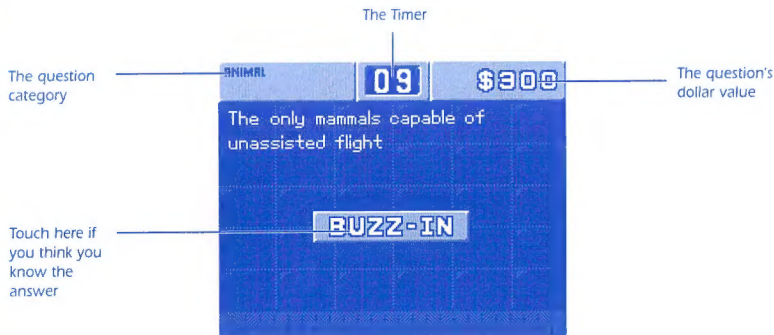 The Timer
The question
category
ANIMAL
09
$300
The question's
dollar value
The only mammals capable of
unassisted flight
BUZZ-IN
Touch here if
you think you
know the
answer